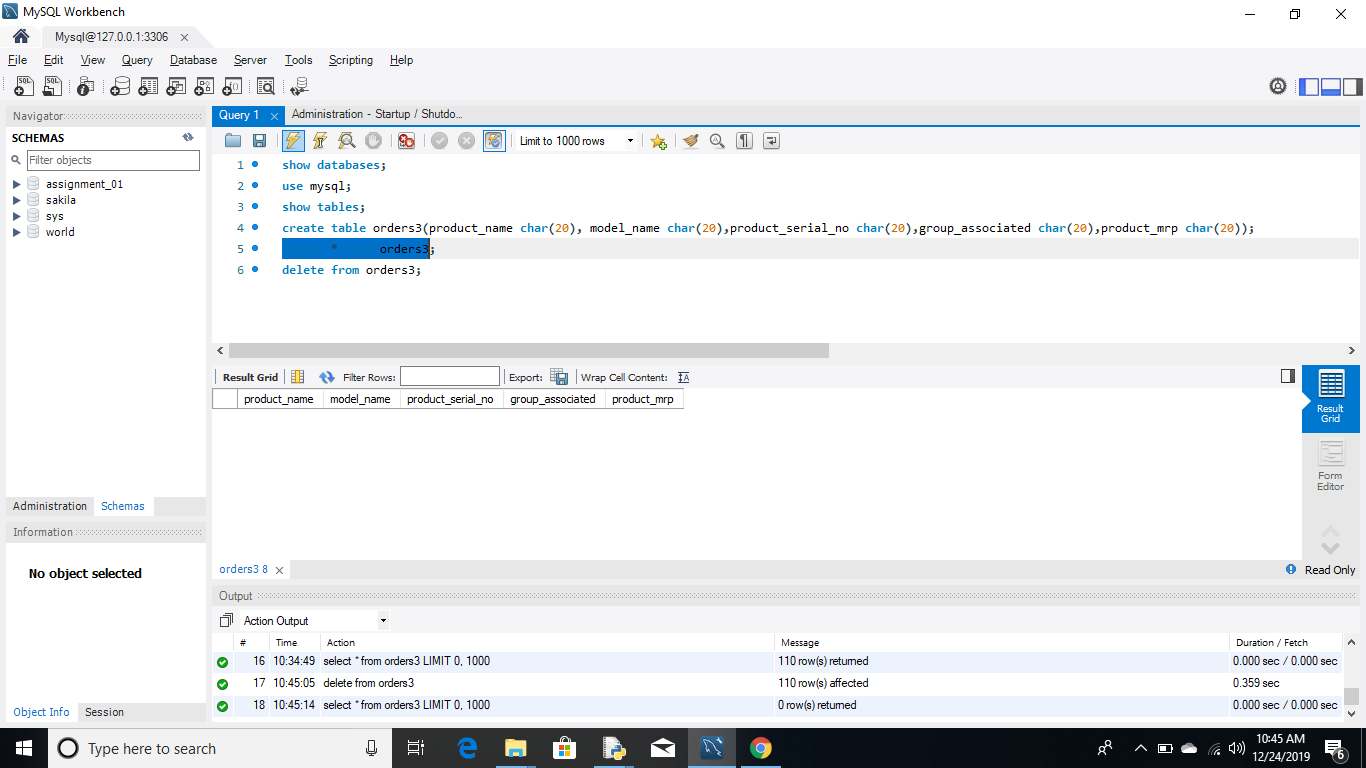 MySQL Workbench
Mysql@127.0.0.1:3306
File Edit View Query Database Server Tools Scripting Help
Navigator
SCHEMAS
Filter objects
assignment_01
sakila
sys
world
Administration Schemas
Information
No object selected
Object Info Session
Query 1 Administration - Startup / Shutdo...
Limit to 1000 rows
1 show databases;
2 use mysql;
3 show tables;
4 create table orders3(product_name char(20), model_name char(20),product_serial_no char(20),group_associated char(20),product_mrp char(20));
5 * orders3;
6 delete from orders3;
Result Grid Filter Rows: Export: Wrap Cell Content:
product_name model_name product_serial_no group_associated product_mrp
Result
Grid
Form
Editor
orders3 8
Read Only
Output
Action Output
# Time Action Message Duration / Fetch
16 10:34:49 select * from orders3 LIMIT 0, 1000 110 row(s) returned 0.000 sec / 0.000 sec
17 10:45:05 delete from orders3 110 row(s) affected 0.359 sec
18 10:45:14 select * from orders3 LIMIT 0, 1000 0 row(s) returned 0.000 sec / 0.000 sec
Type here to search
10:45 AM
12/24/2019
6